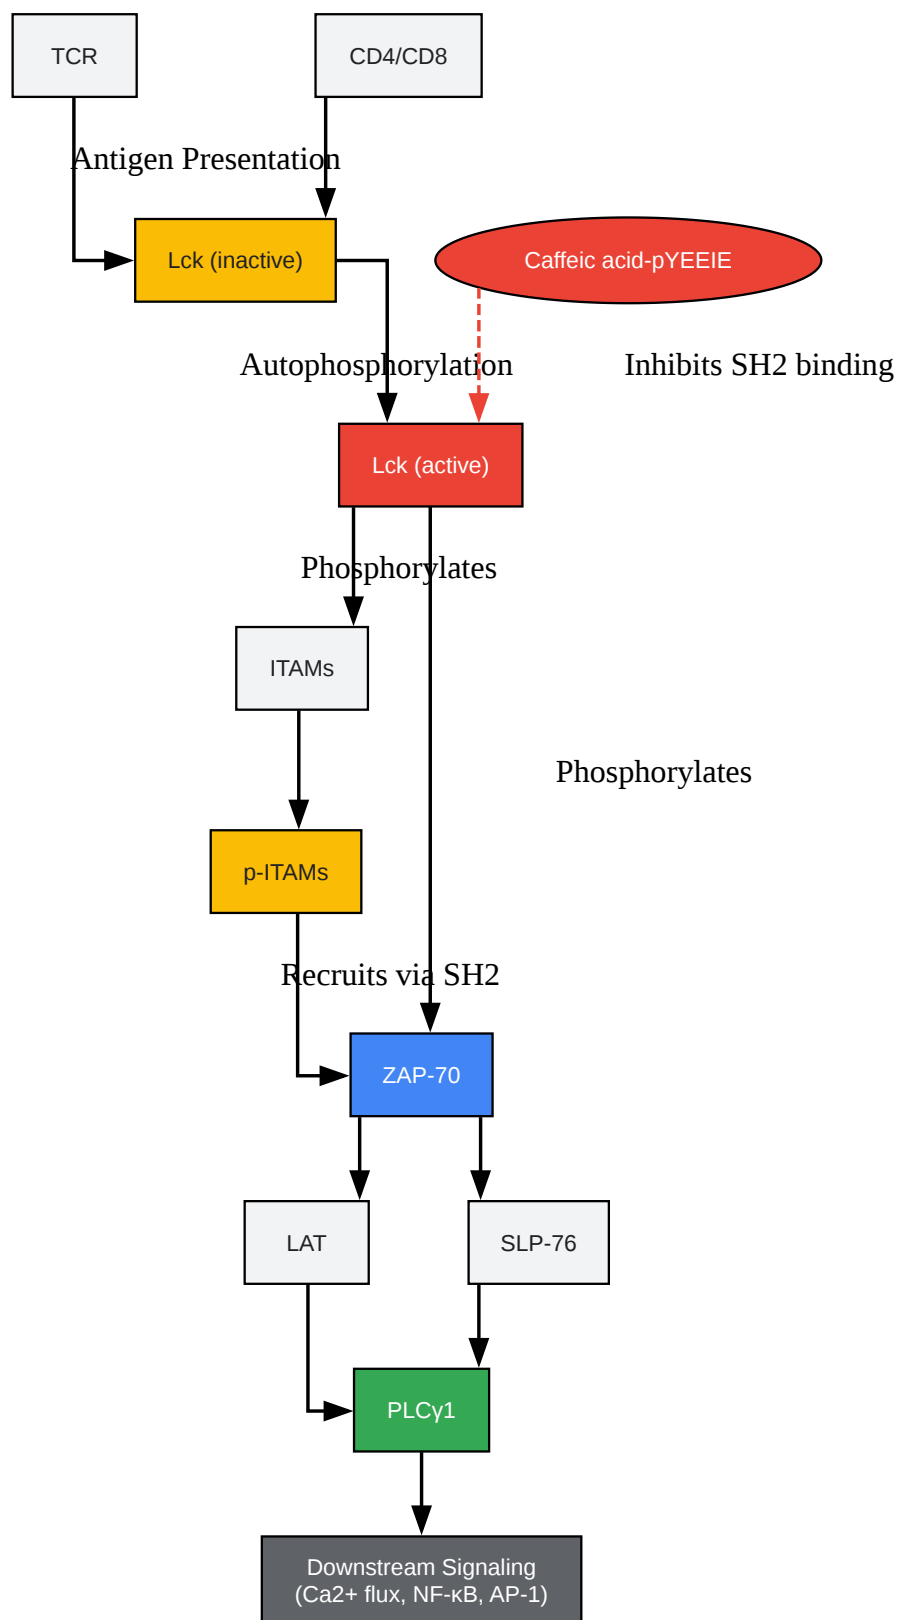 TCR
CD4/CD8
Antigen Presentation
Lck (inactive)
Caffeic acid-pYEEIE
Autophosphorylation
Inhibits SH2 binding
Lck (active)
Phosphorylates
ITAMs
Phosphorylates
p-ITAMs
Recruits via SH2
ZAP-70
LAT
SLP-76
PLCγ1
Downstream Signaling
(Ca2+ flux, NF-κB, AP-1)